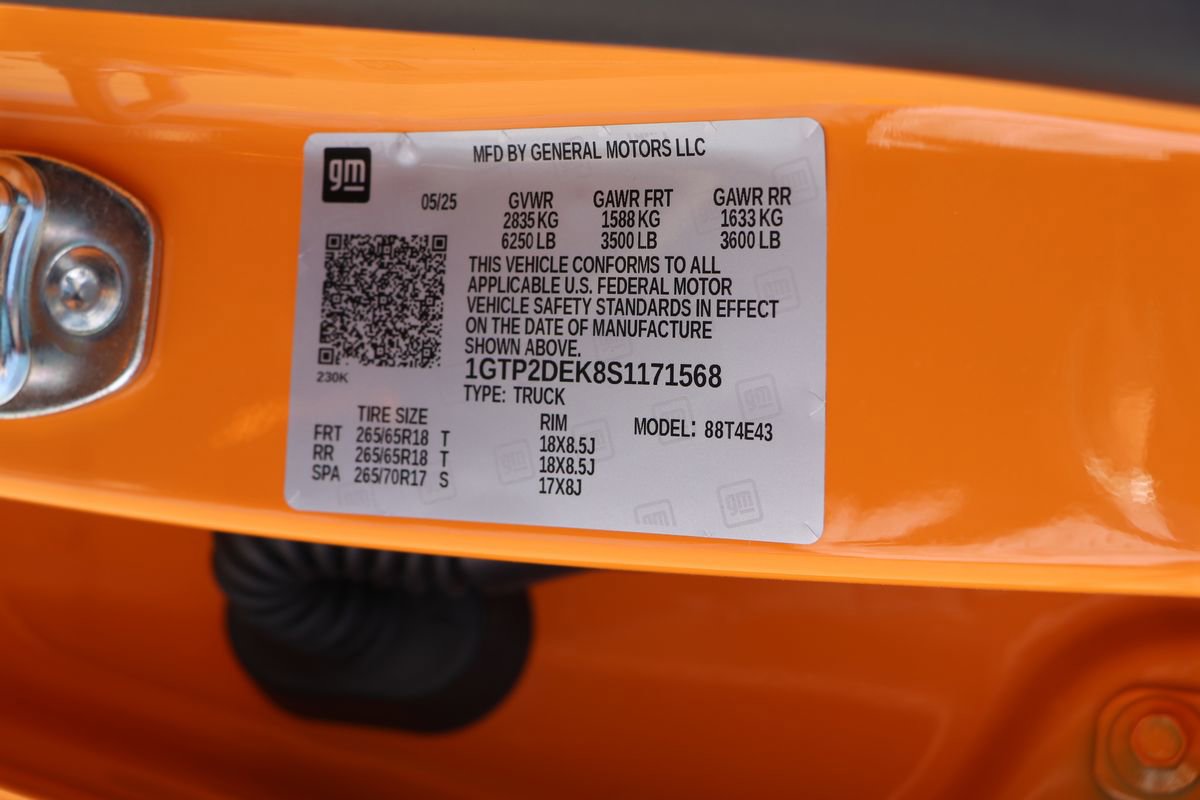 gm
MFD BY GENERAL MOTORS LLC
05/25 GVWR GAWR FRT GAWR RR
2835 KG 1588 KG 1633 KG
6250 LB 3500 LB 3600 LB
THIS VEHICLE CONFORMS TO ALL
APPLICABLE U.S. FEDERAL MOTOR
VEHICLE SAFETY STANDARDS IN EFFECT
ON THE DATE OF MANUFACTURE
SHOWN ABOVE.
230K
1GTP2DEK8S1171568
TYPE: TRUCK
TIRE SIZE RIM MODEL: 88T4E43
FRT 265/65R18 T 18X8.5J
RR 265/65R18 T 18X8.5J
SPA 265/70R17 S 17X8J